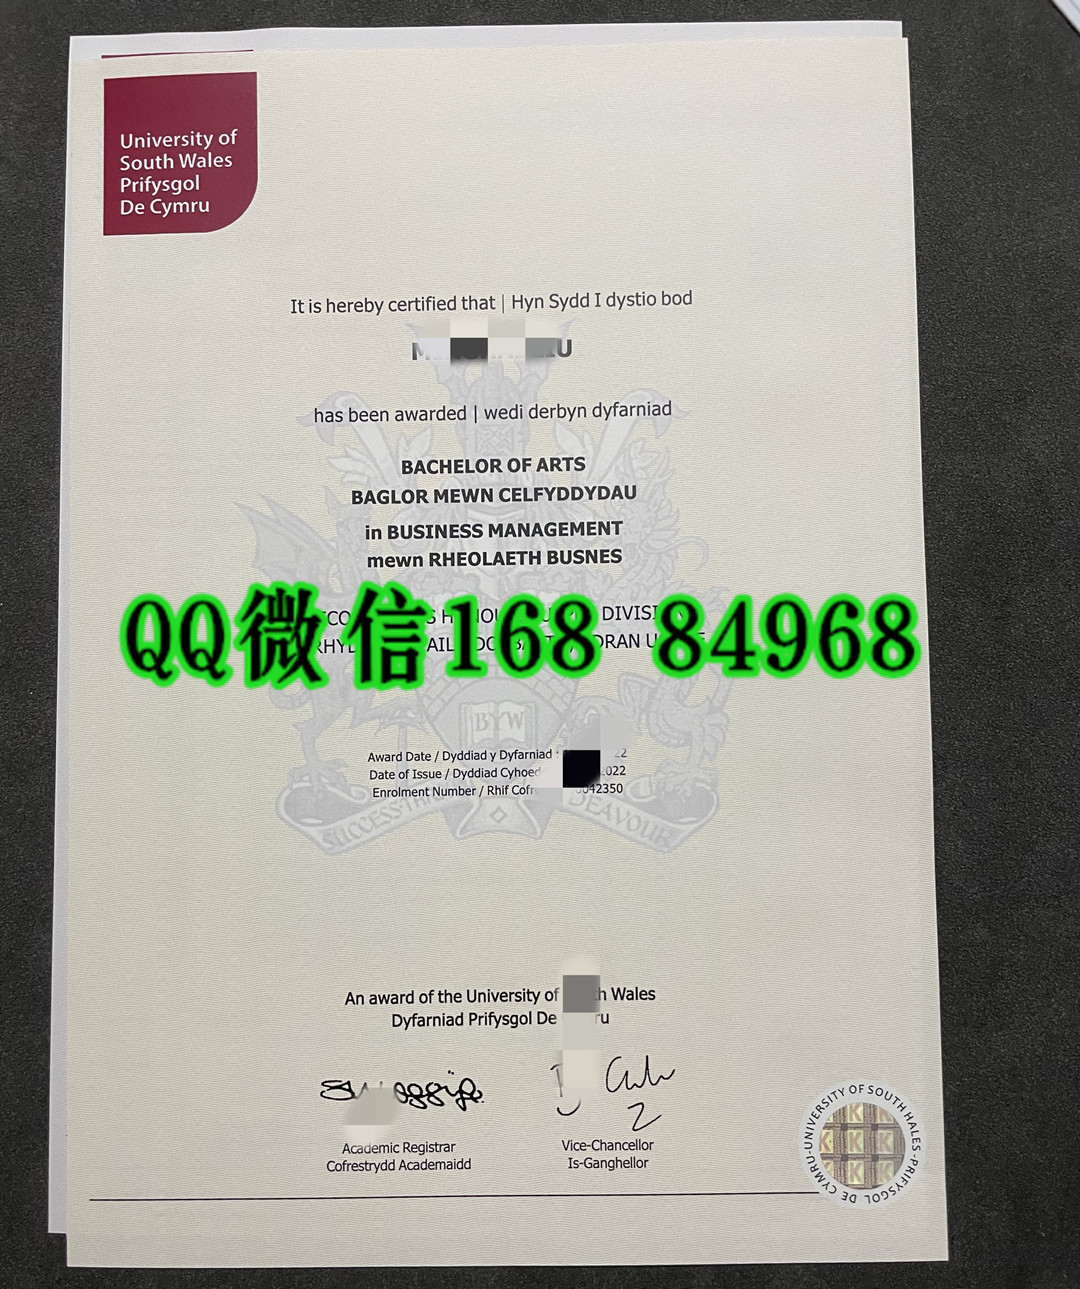 University of
South Wales
Prifysgol
De Cymru
It is hereby certified that | Hyn Sydd I dystio bod
has been awarded | wedi derbyn dyfarniad
BACHELOR OF ARTS
BAGLOR MEWN CELFYDDYDAU
in BUSINESS MANAGEMENT
mewn RHEOLAETH BUSNES
QQ微信168 84968
BYW
Award Date / Dyddiad y Dyfarniad :
Date of Issue / Dyddiad
Enrolment Number / Rhif
SUCCESS
An award of the University of Wales
Dyfarniad Prifysgol De
Academic Registrar
Cofrestrydd Academaidd
Vice-Chancellor
Is-Ganghellor
UNIVERSITY OF SOUTH HALES-PRIFYSGOL DE CYMRU-